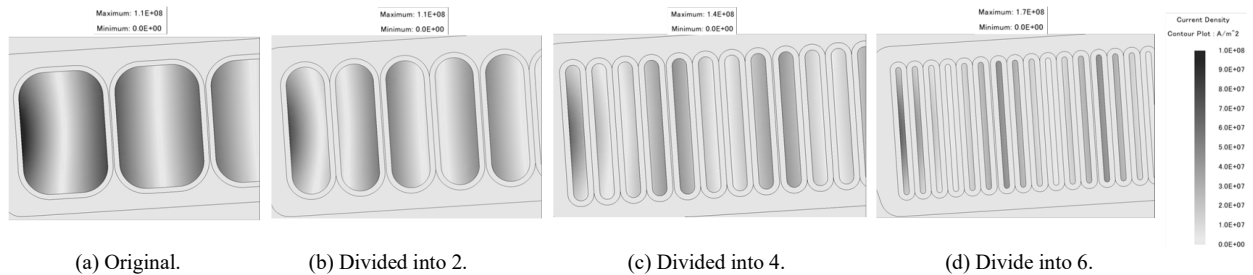 Maximum: 1.1E+08
Minimum: 0.0E+00
Maximum: 1.1E+08
Minimum: 0.0E+00
Maximum: 1.4E+08
Minimum: 0.0E+00
Maximum: 1.7E+08
Minimum: 0.0E+00
Current Density
Contour Plot : A/m^2
1.0E+08
9.0E+07
8.0E+07
7.0E+07
6.0E+07
5.0E+07
4.0E+07
3.0E+07
2.0E+07
1.0E+07
0.0E+00
(a) Original.
(b) Divided into 2.
(c) Divided into 4.
(d) Divide into 6.